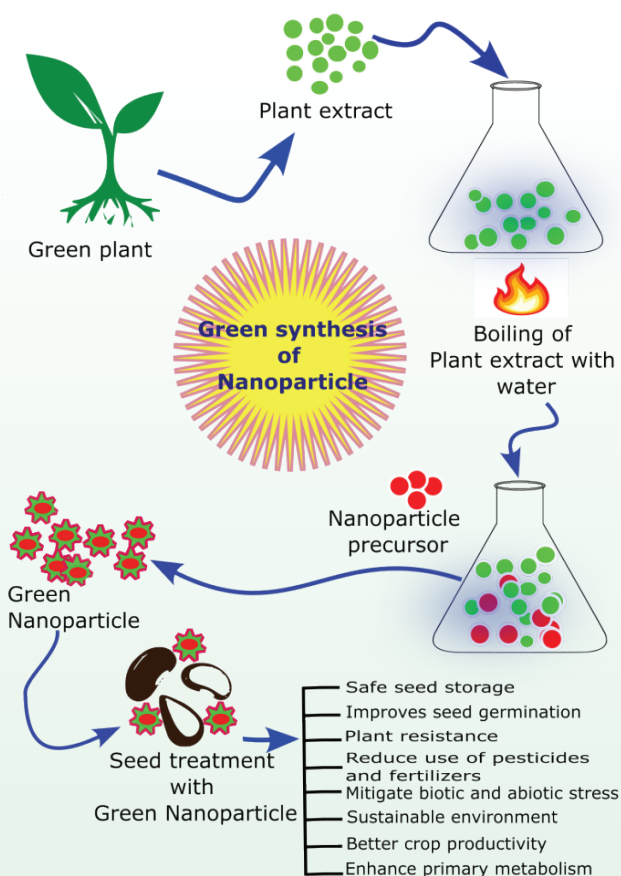 Plant extract
Green plant
Green synthesis
of
Nanoparticle
Boiling of
Plant extract with
water
Nanoparticle
precursor
Green
Nanoparticle
Seed treatment
with
Green Nanoparticle
Safe seed storage
Improves seed germination
Plant resistance
Reduce use of pesticides
and fertilizers
Mitigate biotic and abiotic stress
Sustainable environment
Better crop productivity
Enhance primary metabolism